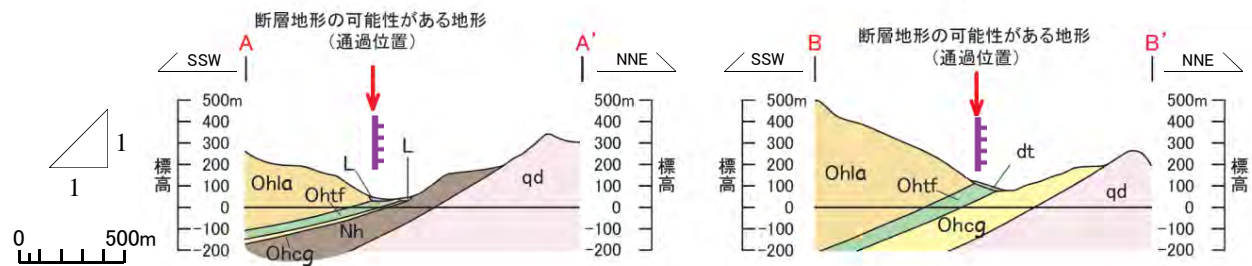 断層地形の可能性がある地形
（通過位置）
A
A'
SSW
NNE
500m
400
300
200
100
0
-100
-200
標高
500m
400
300
200
100
0
-100
-200
標高
L
L
Ohla
Ohtf
Nh
Ohcg
qd
1
1
0
500m
断層地形の可能性がある地形
（通過位置）
B
B'
SSW
NNE
500m
400
300
200
100
0
-100
-200
標高
500m
400
300
200
100
0
-100
-200
標高
dt
Ohla
Ohtf
Ohcg
qd